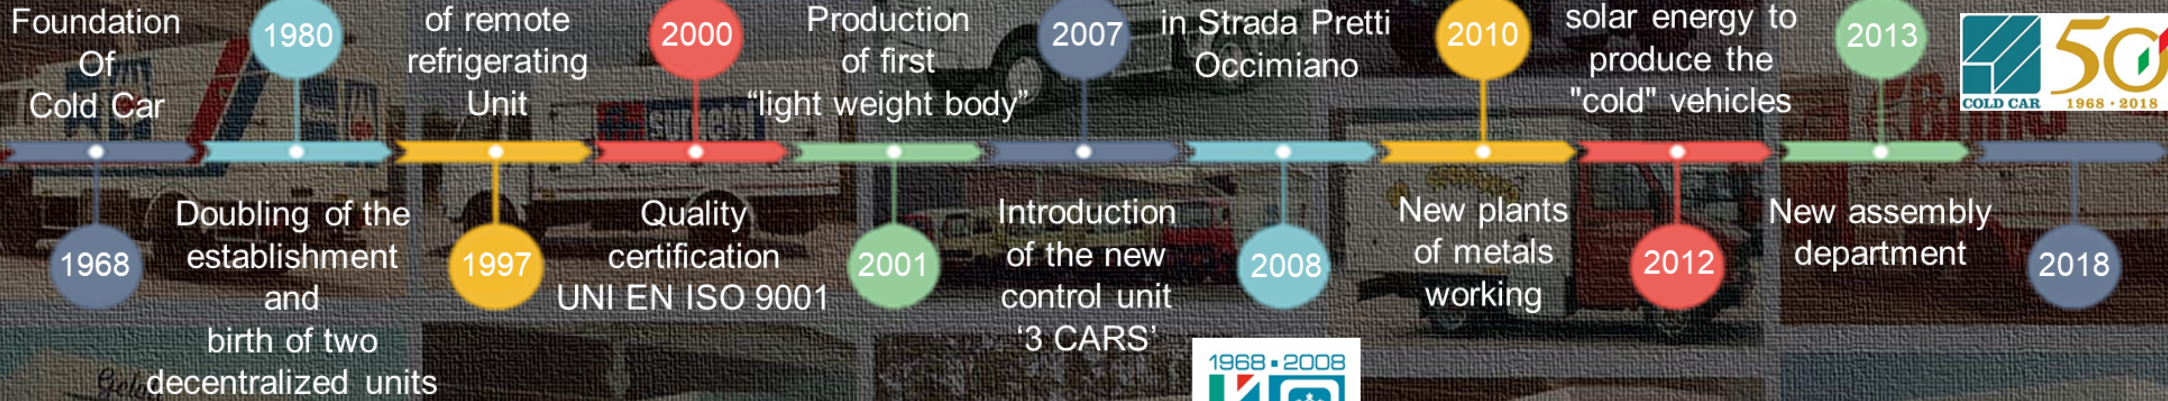 Foundation
Of
Cold Car
1968
1980
Doubling of the
establishment
and
birth of two
decentralized units
of remote
refrigerating
Unit
1997
2000
Quality
certification
UNI EN ISO 9001
Production
of first
“light weight body”
2001
2007
Introduction
of the new
control unit
‘3 CARS’
in Strada Pretti
Occimiano
2008
1968 ▪ 2008
2010
New plants
of metals
working
solar energy to
produce the
"cold" vehicles
2012
2013
New assembly
department
COLD CAR
50
1968 • 2018
2018